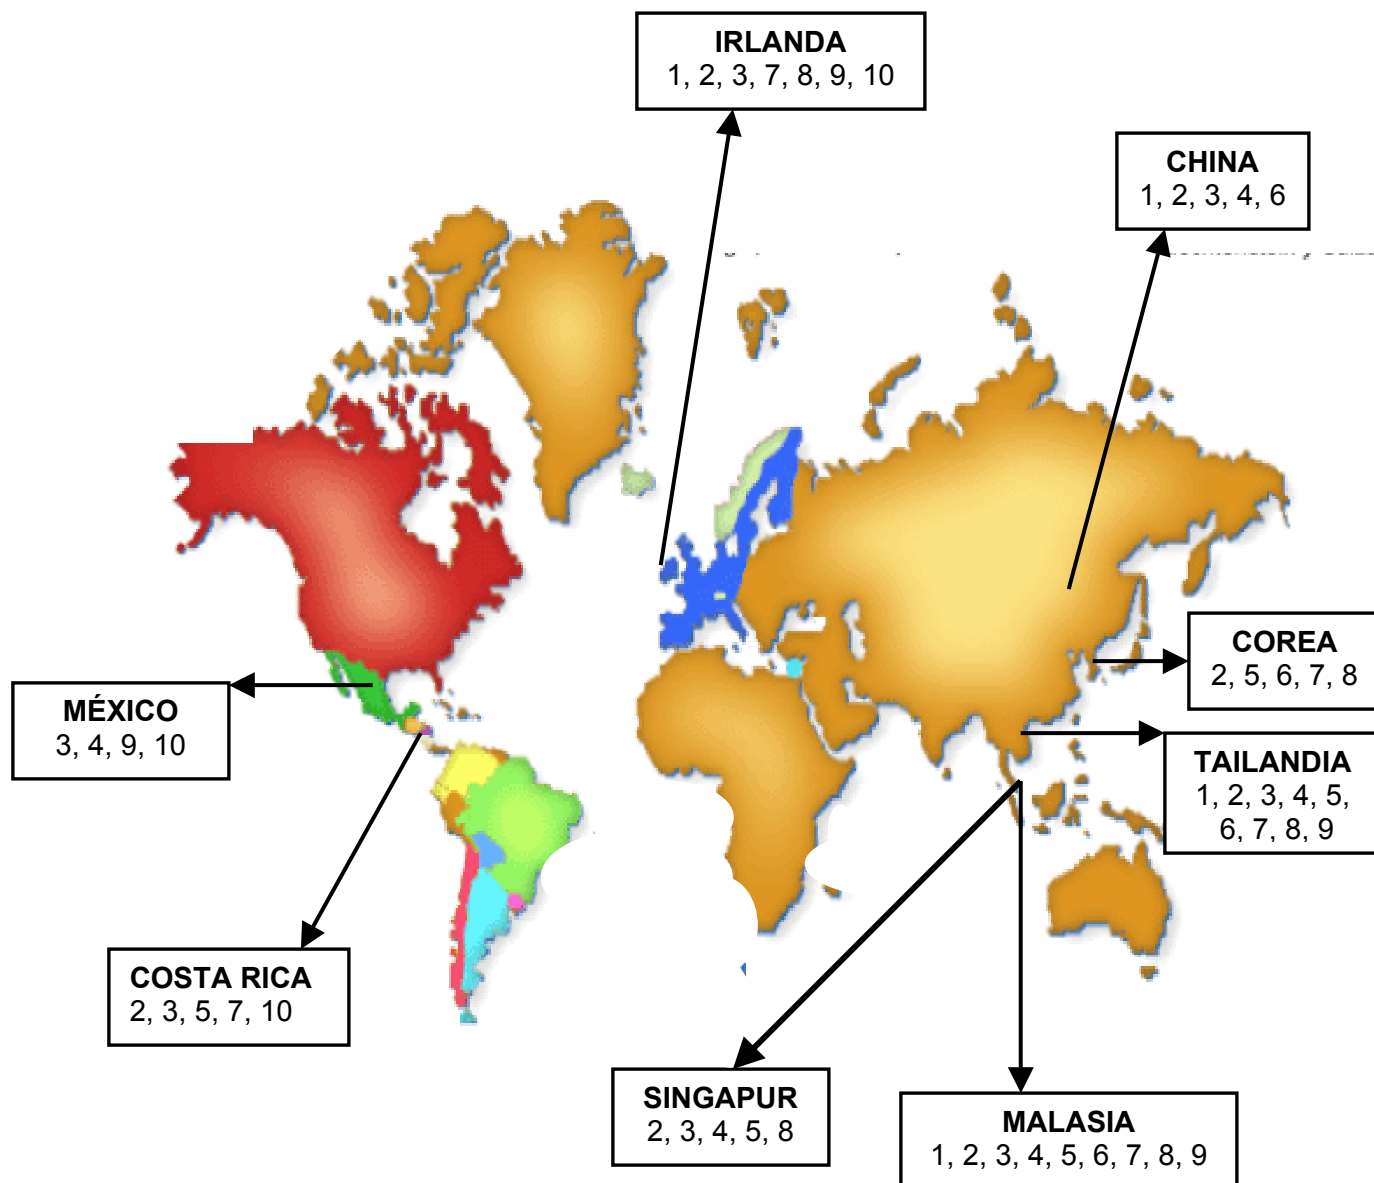 IRLANDA
1, 2, 3, 7, 8, 9, 10
CHINA
1, 2, 3, 4, 6
COREA
2, 5, 6, 7, 8
MÉXICO
3, 4, 9, 10
TAILANDIA
1, 2, 3, 4, 5,
6, 7, 8, 9
COSTA RICA
2, 3, 5, 7, 10
SINGAPUR
2, 3, 4, 5, 8
MALASIA
1, 2, 3, 4, 5, 6, 7, 8, 9